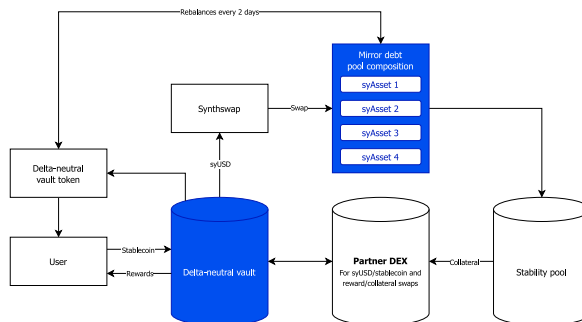 Rebalances every 2 days
Mirror debt
pool composition
syAsset 1
syAsset 2
syAsset 3
syAsset 4
Synthswap
Swap
syUSD
Delta-neutral
vault token
User
Stablecoin
Rewards
Delta-neutral vault
Partner DEX
For syUSD/stablecoin and
reward/collateral swaps
Collateral
Stability pool